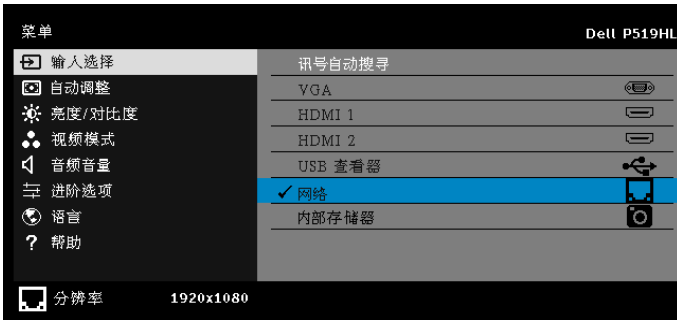 菜单
Dell P519HL
输入选择
讯号自动搜寻
自动调整
VGA
亮度/对比度
HDMI 1
视频模式
HDMI 2
音频音量
USB 查看器
进阶选项
✓ 网络
语言
内部存储器
? 帮助
分辨率 1920x1080